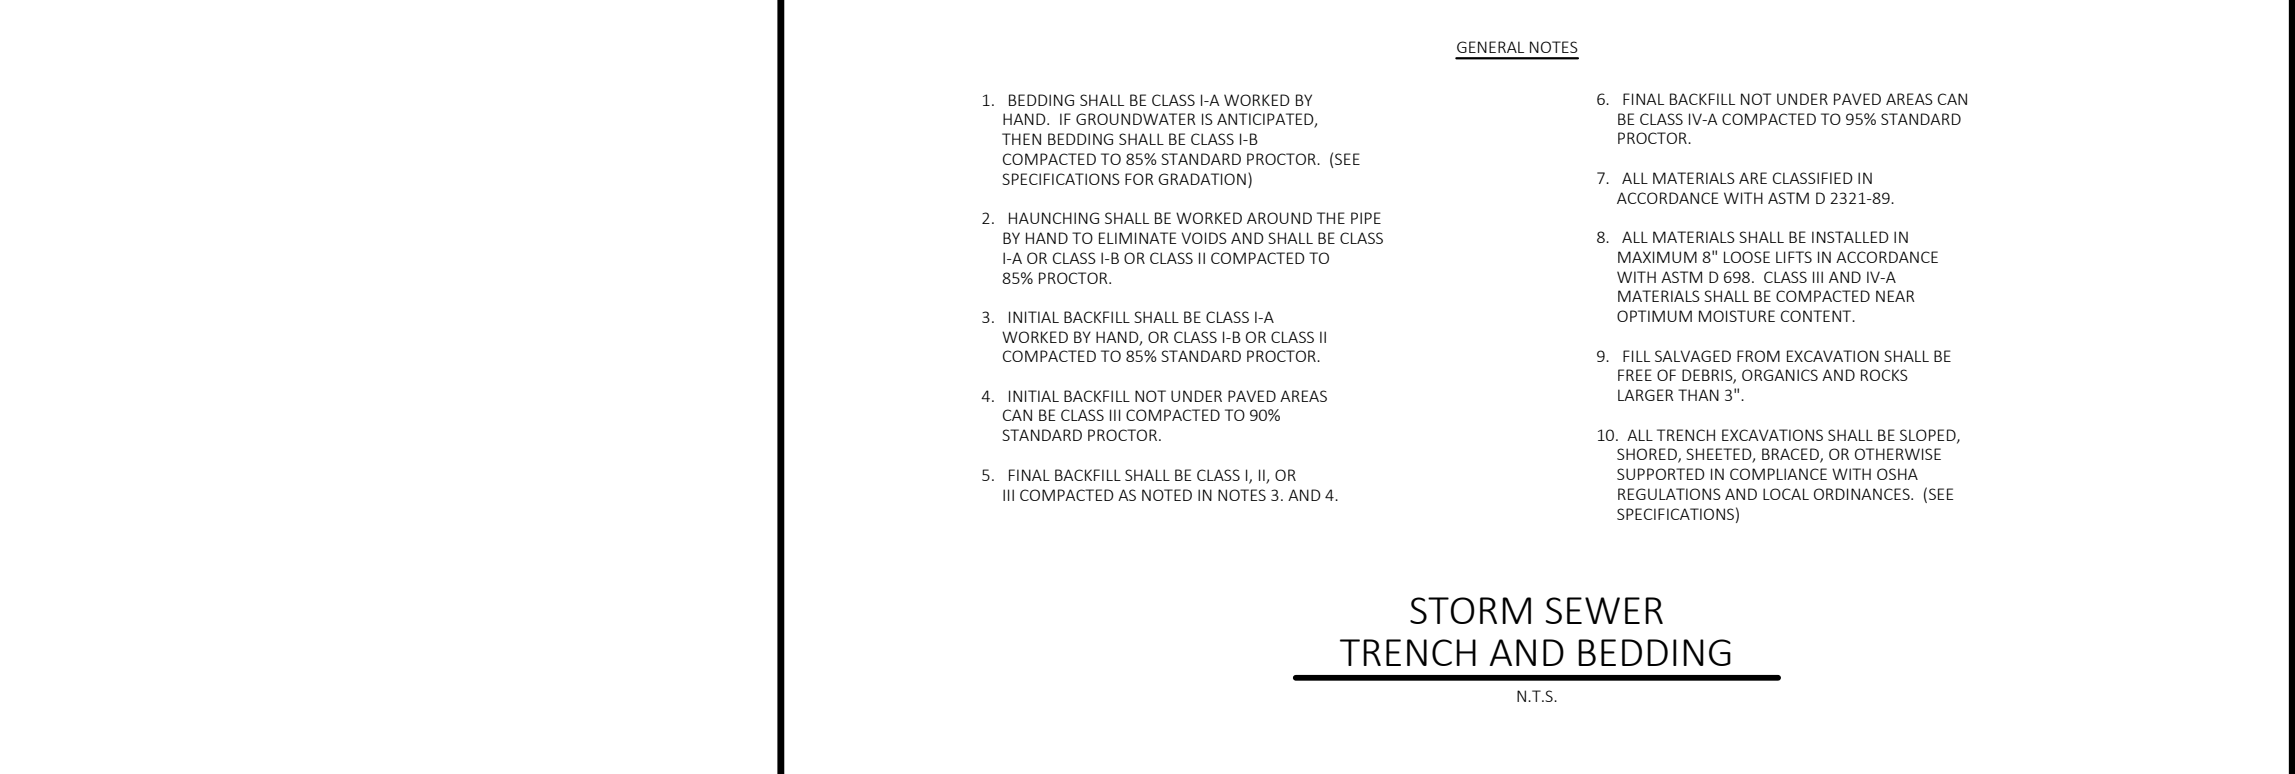 GENERAL NOTES
1. BEDDING SHALL BE CLASS I-A WORKED BY
HAND. IF GROUNDWATER IS ANTICIPATED,
THEN BEDDING SHALL BE CLASS I-B
COMPACTED TO 85% STANDARD PROCTOR. (SEE
SPECIFICATIONS FOR GRADATION)
2. HAUNCHING SHALL BE WORKED AROUND THE PIPE
BY HAND TO ELIMINATE VOIDS AND SHALL BE CLASS
I-A OR CLASS I-B OR CLASS II COMPACTED TO
85% PROCTOR.
3. INITIAL BACKFILL SHALL BE CLASS I-A
WORKED BY HAND, OR CLASS I-B OR CLASS II
COMPACTED TO 85% STANDARD PROCTOR.
4. INITIAL BACKFILL NOT UNDER PAVED AREAS
CAN BE CLASS III COMPACTED TO 90%
STANDARD PROCTOR.
5. FINAL BACKFILL SHALL BE CLASS I, II, OR
III COMPACTED AS NOTED IN NOTES 3. AND 4.
6. FINAL BACKFILL NOT UNDER PAVED AREAS CAN
BE CLASS IV-A COMPACTED TO 95% STANDARD
PROCTOR.
7. ALL MATERIALS ARE CLASSIFIED IN
ACCORDANCE WITH ASTM D 2321-89.
8. ALL MATERIALS SHALL BE INSTALLED IN
MAXIMUM 8" LOOSE LIFTS IN ACCORDANCE
WITH ASTM D 698. CLASS III AND IV-A
MATERIALS SHALL BE COMPACTED NEAR
OPTIMUM MOISTURE CONTENT.
9. FILL SALVAGED FROM EXCAVATION SHALL BE
FREE OF DEBRIS, ORGANICS AND ROCKS
LARGER THAN 3".
10. ALL TRENCH EXCAVATIONS SHALL BE SLOPED,
SHORED, SHEETED, BRACED, OR OTHERWISE
SUPPORTED IN COMPLIANCE WITH OSHA
REGULATIONS AND LOCAL ORDINANCES. (SEE
SPECIFICATIONS)
STORM SEWER
TRENCH AND BEDDING
N.T.S.